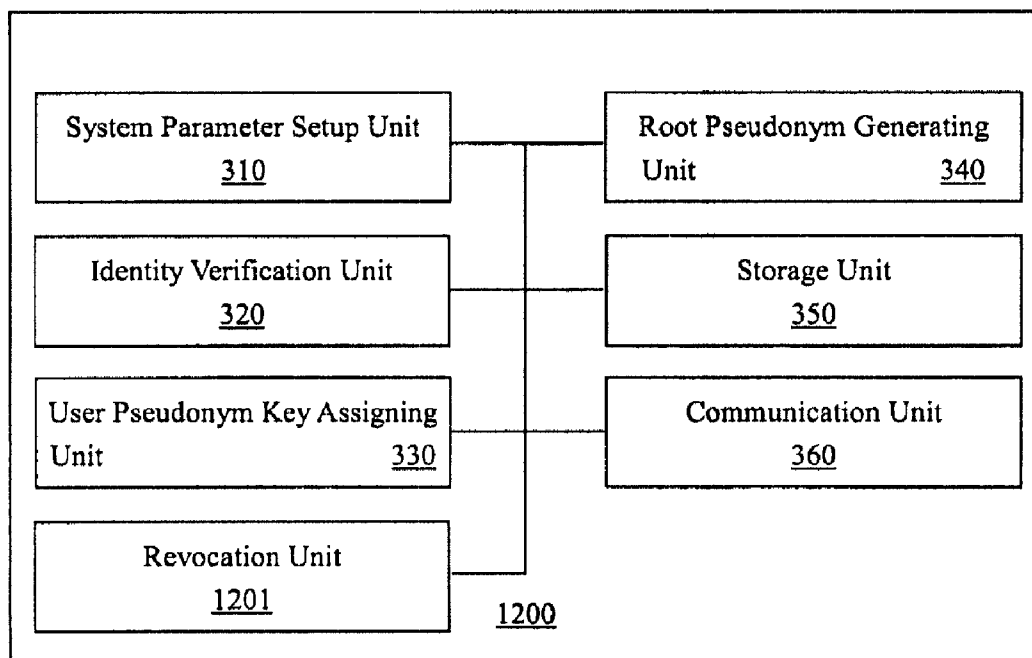 System Parameter Setup Unit
310
Root Pseudonym Generating
Unit 340
Identity Verification Unit
320
Storage Unit
350
User Pseudonym Key Assigning
Unit 330
Communication Unit
360
Revocation Unit
1201
1200